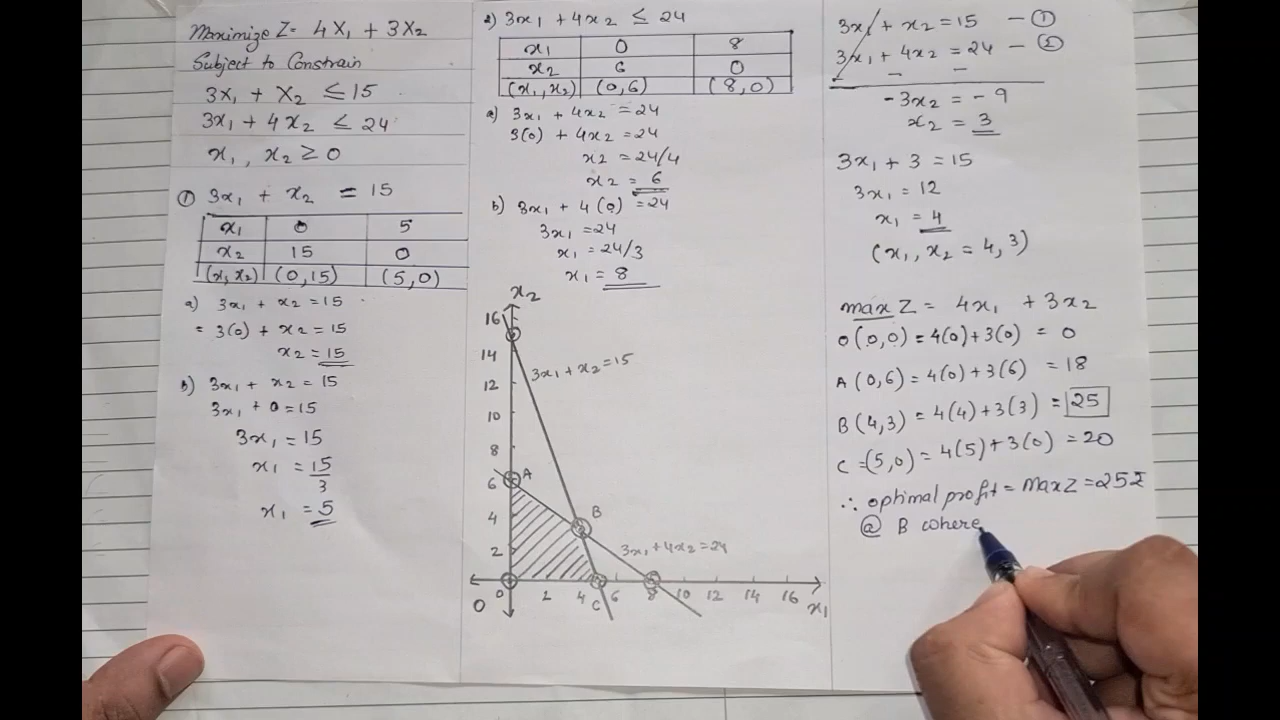 Maximize Z = 4X₁ + 3X₂
Subject to Constrain
3x₁ + X₂ ≤ 15
3x₁ + 4x₂ ≤ 24
x₁, x₂ ≥ 0
① 3x₁ + x₂ = 15
x₁ 0 5
x₂ 15 0
(x₁, x₂) (0,15) (5,0)
a) 3x₁ + x₂ = 15
= 3(0) + x₂ = 15
x₂ = 15
b) 3x₁ + x₂ = 15
3x₁ + 0 = 15
3x₁ = 15
x₁ = 15/3
x₁ = 5
2) 3x₁ + 4x₂ ≤ 24
x₁ 0 8
x₂ 6 0
(x₁, x₂) (0,6) (8,0)
a) 3x₁ + 4x₂ = 24
3(0) + 4x₂ = 24
x₂ = 24/4
x₂ = 6
b) 3x₁ + 4(0) = 24
3x₁ = 24
x₁ = 24/3
x₁ = 8
x₂
16
14
12
10
8
6
4
2
3x₁ + x₂ = 15
A
B
3x₁ + 4x₂ = 24
0 2 4 6 8 10 12 14 16
O C x₁
3x₁ + x₂ = 15 — ①
3x₁ + 4x₂ = 24 — ②
- -
-3x₂ = -9
x₂ = 3
3x₁ + 3 = 15
3x₁ = 12
x₁ = 4
(x₁, x₂ = 4, 3)
max Z = 4x₁ + 3x₂
O(0,0) = 4(0)+3(0) = 0
A(0,6) = 4(0)+3(6) = 18
B(4,3) = 4(4)+3(3) = 25
C=(5,0) = 4(5)+3(0) = 20
∴ optimal profit = Max Z = 25₹
@ B where